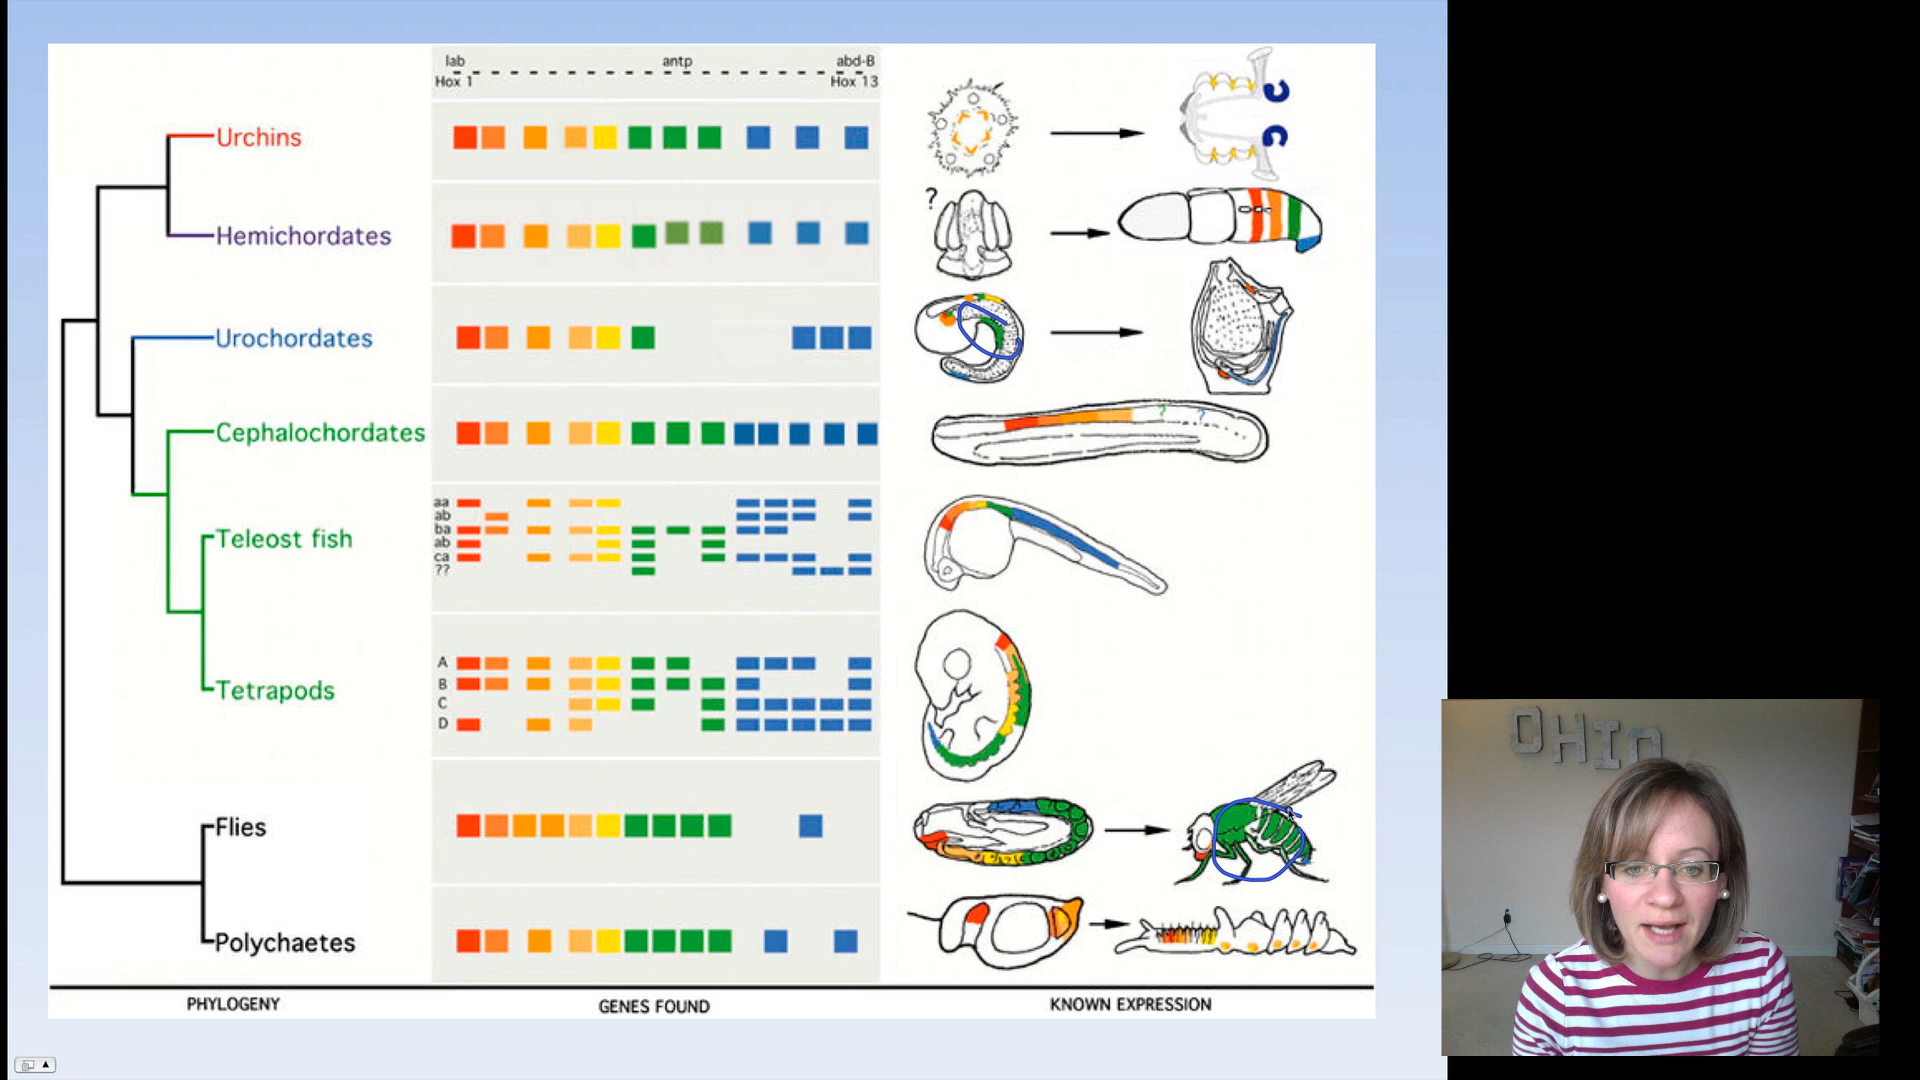 lab antp abd-B
Hox 1 Hox 13
Urchins
?
Hemichordates
Urochordates
Cephalochordates
? ?
aa
ab
ba
ab
ca
??
Teleost fish
A
B
C
D
Tetrapods
Flies
Polychaetes
PHYLOGENY GENES FOUND KNOWN EXPRESSION
OHIO